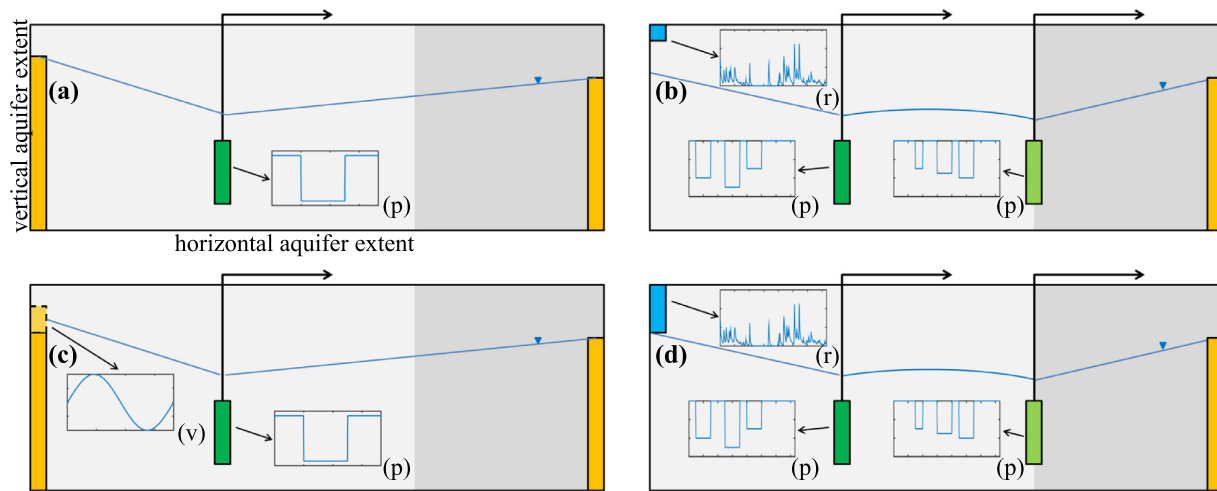 vertical aquifer extent
(a)
(p)
horizontal aquifer extent
(b)
(r)
(p)
(p)
(c)
(v)
(p)
(d)
(r)
(p)
(p)